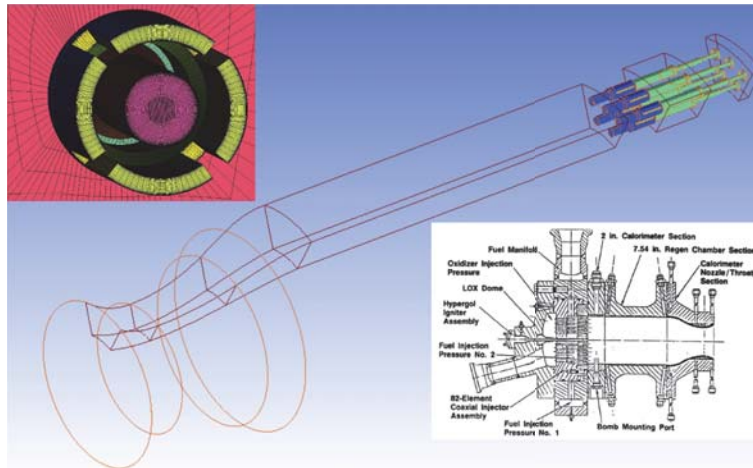 2 in. Calorimeter Section
Fuel Manifold
7.54 in. Regen Chamber Section
Oxidizer Injection
Pressure
Calorimeter
Nozzle/Throat
Section
LOX Dome
Hypergol
Igniter
Assembly
Fuel Injection
Pressure No. 2
82-Element
Coaxial Injector
Assembly
Fuel Injection
Pressure No. 1
Bomb Mounting Port